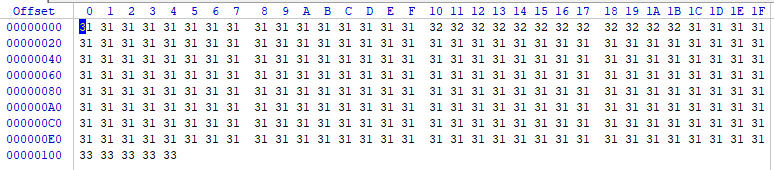 Offset 0 1 2 3 4 5 6 7 8 9 A B C D E F 10 11 12 13 14 15 16 17 18 19 1A 1B 1C 1D 1E 1F
00000000 31 31 31 31 31 31 31 31 31 31 31 31 31 31 31 31 32 32 32 32 32 32 32 32 32 32 32 32 31 31 31 31
00000020 31 31 31 31 31 31 31 31 31 31 31 31 31 31 31 31 31 31 31 31 31 31 31 31 31 31 31 31 31 31 31 31
00000040 31 31 31 31 31 31 31 31 31 31 31 31 31 31 31 31 31 31 31 31 31 31 31 31 31 31 31 31 31 31 31 31
00000060 31 31 31 31 31 31 31 31 31 31 31 31 31 31 31 31 31 31 31 31 31 31 31 31 31 31 31 31 31 31 31 31
00000080 31 31 31 31 31 31 31 31 31 31 31 31 31 31 31 31 31 31 31 31 31 31 31 31 31 31 31 31 31 31 31 31
000000A0 31 31 31 31 31 31 31 31 31 31 31 31 31 31 31 31 31 31 31 31 31 31 31 31 31 31 31 31 31 31 31 31
000000C0 31 31 31 31 31 31 31 31 31 31 31 31 31 31 31 31 31 31 31 31 31 31 31 31 31 31 31 31 31 31 31 31
000000E0 31 31 31 31 31 31 31 31 31 31 31 31 31 31 31 31 31 31 31 31 31 31 31 31 31 31 31 31 31 31 31 31
00000100 33 33 33 33 33